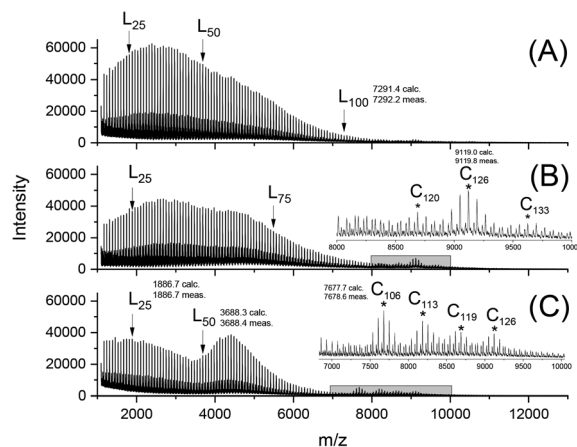 (A)
L25
L50
L100
7291.4 calc.
7292.2 meas.
60000
40000
20000
0
(B)
L25
L75
9119.0 calc.
9119.8 meas.
C120
*
C126
*
C133
*
8000 8500 9000 9500 10000
60000
40000
20000
0
Intensity
(C)
1886.7 calc.
1886.7 meas.
L25
L50
3688.3 calc.
3688.4 meas.
7677.7 calc.
7678.6 meas.
C106
*
C113
*
C119
*
C126
*
7000 7500 8000 8500 9000 9500 10000
60000
40000
20000
0
2000 4000 6000 8000 10000 12000
m/z